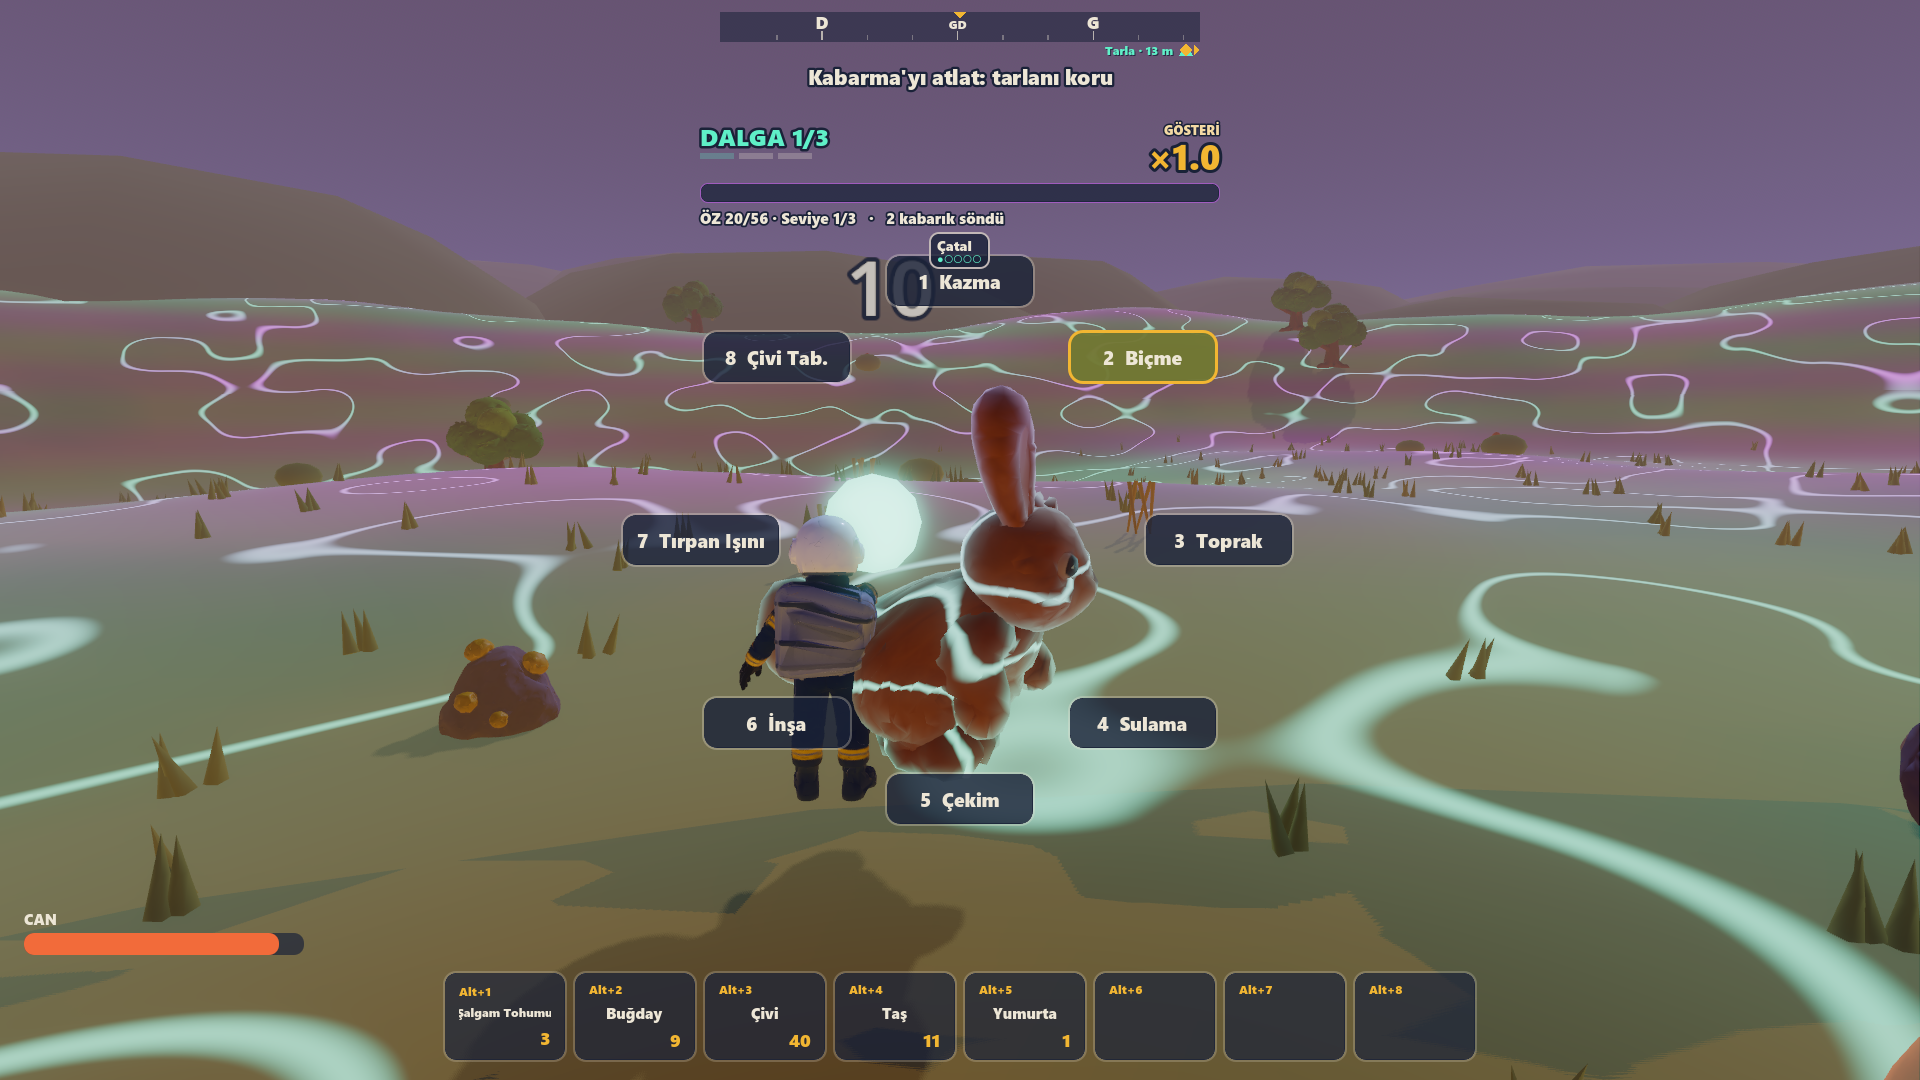 D
GD
G
Tarla · 13 m
Kabarma'yı atlat: tarlanı koru
DALGA 1/3
GÖSTERİ
×1.0
ÖZ 20/56 · Seviye 1/3 · 2 kabarık söndü
Çatal
10
1 Kazma
8 Çivi Tab.
2 Biçme
7 Tırpan Işını
3 Toprak
6 İnşa
4 Sulama
5 Çekim
CAN
Alt+1
Şalgam Tohumu
3
Alt+2
Buğday
9
Alt+3
Çivi
40
Alt+4
Taş
11
Alt+5
Yumurta
1
Alt+6
Alt+7
Alt+8